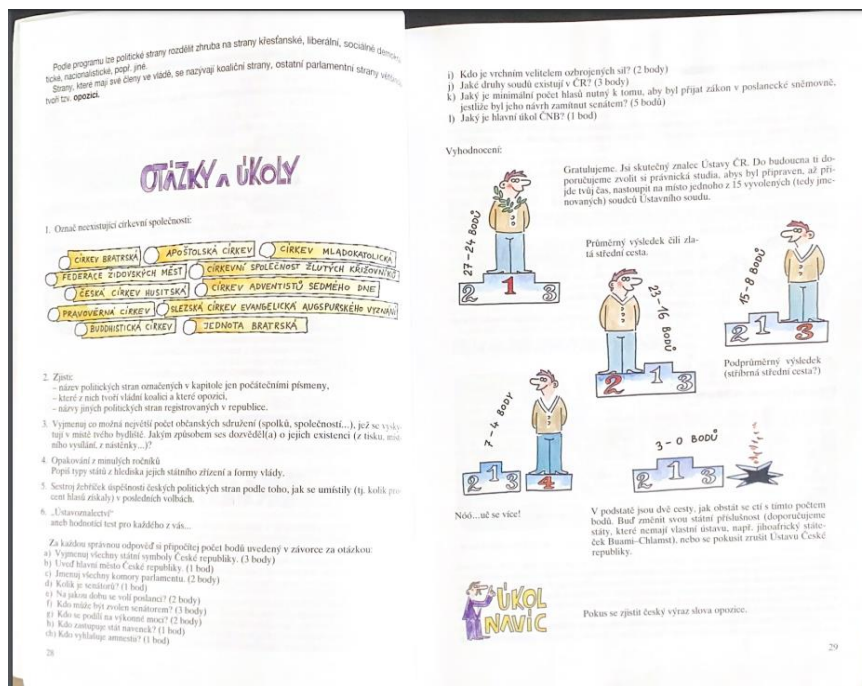 Podle programu lze politické strany rozdělit zhruba na strany křesťanské, liberální, sociálně demokra-
tické, nacionalistické, popř. jiné.
Strany, které mají své členy ve vládě, se nazývají koaliční strany, ostatní parlamentní strany
tvoří tzv. opozici.
OTÁZKY A ÚKOLY
1. Označ neexistující církevní společnosti:
CÍRKEV BRATRSKÁ
APOŠTOLSKÁ CÍRKEV
CÍRKEV MLADOKATOLICKÁ
FEDERACE ŽIDOVSKÝCH MĚST
CÍRKEVNÍ SPOLEČNOST ŽLUTÝCH KŘIŽOVNÍKŮ
ČESKÁ CÍRKEV HUSITSKÁ
CÍRKEV ADVENTISTŮ SEDMÉHO DNE
PRAVOVĚRNÁ CÍRKEV
SLEZSKÁ CÍRKEV EVANGELICKÁ AUGSPURSKÉHO VYZNÁNÍ
BUDDHISTICKÁ CÍRKEV
JEDNOTA BRATRSKÁ
2. Zjisti:
– název politických stran označených v kapitole jen počátečními písmeny,
– které z nich tvoří vládní koalici a které opozici,
– názvy jiných politických stran registrovaných v republice.
3. Vyjmenuj co možná největší počet občanských sdružení (spolků, společností...), jež se vysky-
tují v místě tvého bydliště. Jakým způsobem ses dozvěděl(a) o jejich existenci (z tisku, míst-
ního vysílání, z nástěnky...)?
4. Opakování z minulých ročníků
Popiš typy států z hlediska jejich státního zřízení a formy vlády.
5. Sestroj žebříček úspěšnosti českých politických stran podle toho, jak se umístily (tj. kolik pro-
cent hlasů získaly) v posledních volbách.
6. „Ústavoznalectví"
aneb hodnotící test pro každého z vás...
Za každou správnou odpověď si připočítej počet bodů uvedený v závorce za otázkou:
a) Vyjmenuj všechny státní symboly České republiky. (3 body)
b) Uveď hlavní město České republiky. (1 bod)
c) Jmenuj všechny komory parlamentu. (2 body)
d) Kolik je senátorů? (1 bod)
e) Na jakou dobu se volí poslanci? (2 body)
f) Kdo může být zvolen senátorem? (3 body)
g) Kdo se podílí na výkonné moci? (2 body)
h) Kdo zastupuje stát navenek? (1 bod)
ch) Kdo vyhlašuje amnestii? (1 bod)
28
i) Kdo je vrchním velitelem ozbrojených sil? (2 body)
j) Jaké druhy soudů existují v ČR? (3 body)
k) Jaký je minimální počet hlasů nutný k tomu, aby byl přijat zákon v poslanecké sněmovně,
jestliže byl jeho návrh zamítnut senátem? (5 bodů)
l) Jaký je hlavní úkol ČNB? (1 bod)
Vyhodnocení:
Gratulujeme. Jsi skutečný znalec Ústavy ČR. Do budoucna ti do-
poručujeme zvolit si právnická studia, abys byl připraven, až při-
jde tvůj čas, nastoupit na místo jednoho z 15 vyvolených (tedy jme-
novaných) soudců Ústavního soudu.
27–24 BODŮ
2 1 3
Průměrný výsledek čili zla-
tá střední cesta.
23–16 BODŮ
2 1 3
15–8 BODŮ
2 1 3
Podprůměrný výsledek
(stříbrná střední cesta?)
7–4 BODY
2 1 3 4
Nóó...uč se více!
3–0 BODŮ
2 1 3
V podstatě jsou dvě cesty, jak obstát se ctí s tímto počtem
bodů. Buď změnit svou státní příslušnost (doporučujeme
státy, které nemají vlastní ústavu, např. jihoafrický státe-
ček Buami–Chlamst), nebo se pokusit zrušit Ústavu České
republiky.
ÚKOL
NAVÍC
Pokus se zjistit český výraz slova opozice.
29